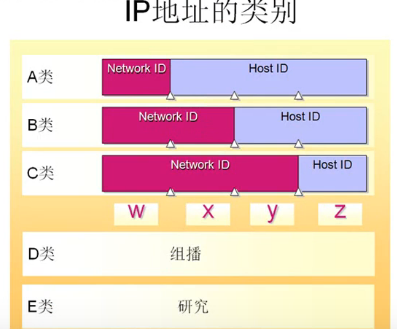 IP地址的类别
A类 Network ID Host ID
B类 Network ID Host ID
C类 Network ID Host ID
w x y z
D类 组播
E类 研究